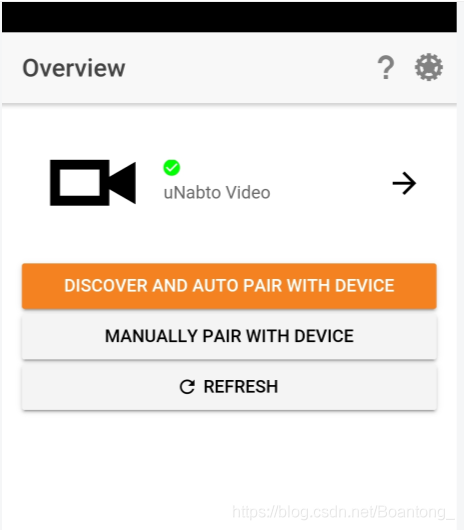 Overview ?
uNabto Video
DISCOVER AND AUTO PAIR WITH DEVICE
MANUALLY PAIR WITH DEVICE
REFRESH
https://blog.csdn.net/Boantong_